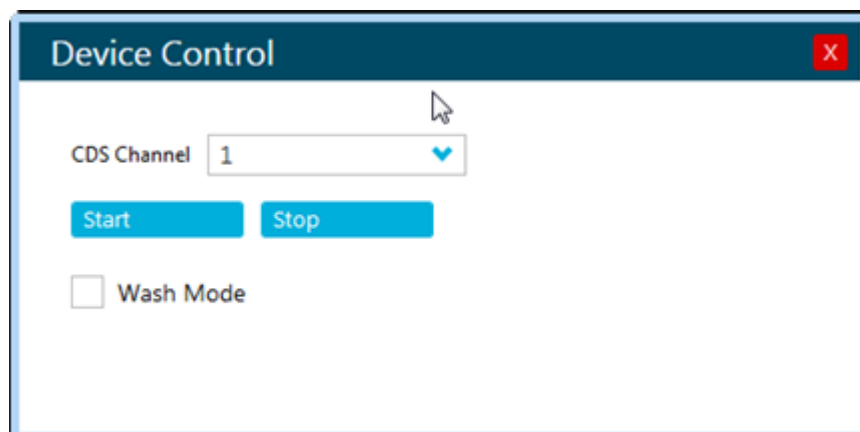 Device Control X
CDS Channel 1
Start Stop
Wash Mode